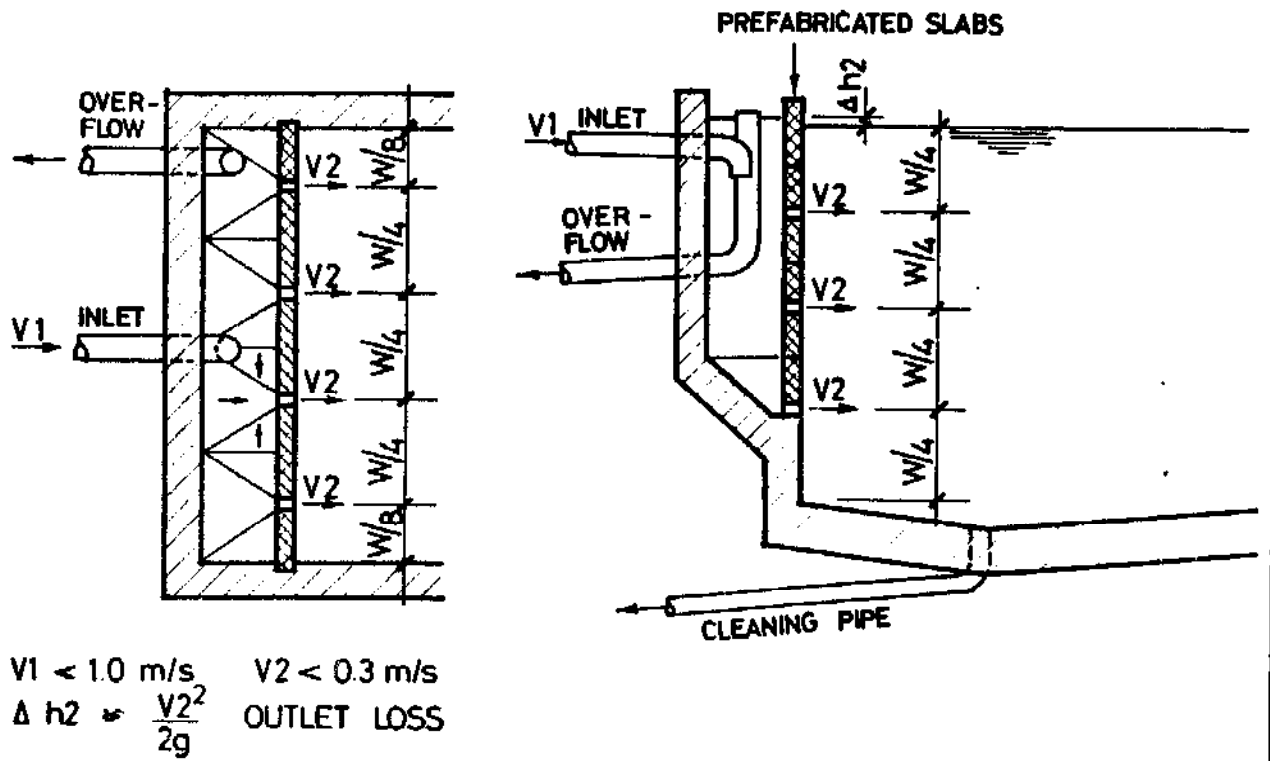 PREFABRICATED SLABS
OVER-
FLOW
V2
W/8
V2
W/4
INLET
V1
V2
W/4
V2
W/4
W/8
V1
INLET
OVER-
FLOW
Δ h2
V2
W/4
V2
W/4
V2
W/4
W/4
CLEANING PIPE
V1 < 1.0 m/s V2 < 0.3 m/s
Δ h2 ≈ V2²/2g OUTLET LOSS